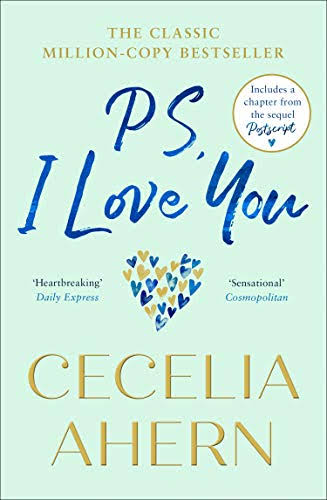 THE CLASSIC
MILLION-COPY BESTSELLER
Includes a
chapter from
the sequel
Postscript
PS,
I Love You
‘Heartbreaking’
Daily Express
‘Sensational’
Cosmopolitan
CECELIA
AHERN